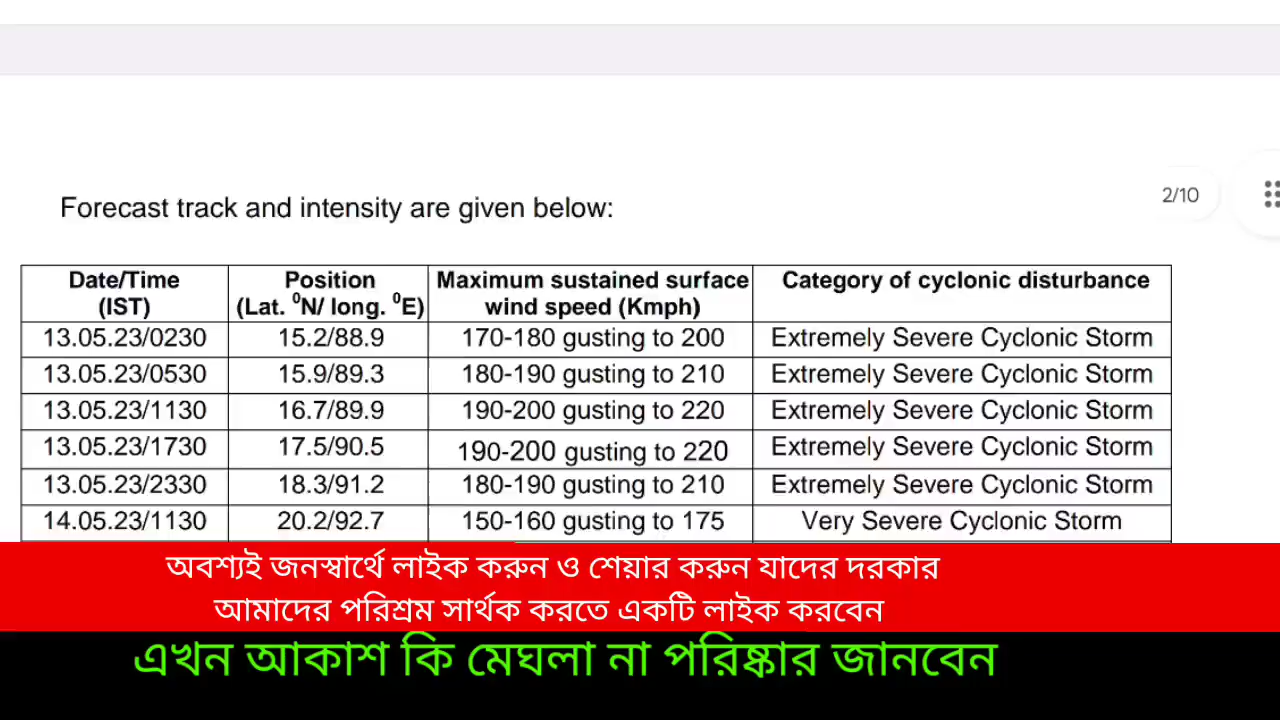 2/10
Forecast track and intensity are given below:
Date/Time (IST) Position (Lat. ⁰N/ long. ⁰E) Maximum sustained surface wind speed (Kmph) Category of cyclonic disturbance
13.05.23/0230 15.2/88.9 170-180 gusting to 200 Extremely Severe Cyclonic Storm
13.05.23/0530 15.9/89.3 180-190 gusting to 210 Extremely Severe Cyclonic Storm
13.05.23/1130 16.7/89.9 190-200 gusting to 220 Extremely Severe Cyclonic Storm
13.05.23/1730 17.5/90.5 190-200 gusting to 220 Extremely Severe Cyclonic Storm
13.05.23/2330 18.3/91.2 180-190 gusting to 210 Extremely Severe Cyclonic Storm
14.05.23/1130 20.2/92.7 150-160 gusting to 175 Very Severe Cyclonic Storm
অবশ্যই জনস্বার্থে লাইক করুন ও শেয়ার করুন যাদের দরকার
আমাদের পরিশ্রম সার্থক করতে একটি লাইক করবেন
এখন আকাশ কি মেঘলা না পরিষ্কার জানবেন